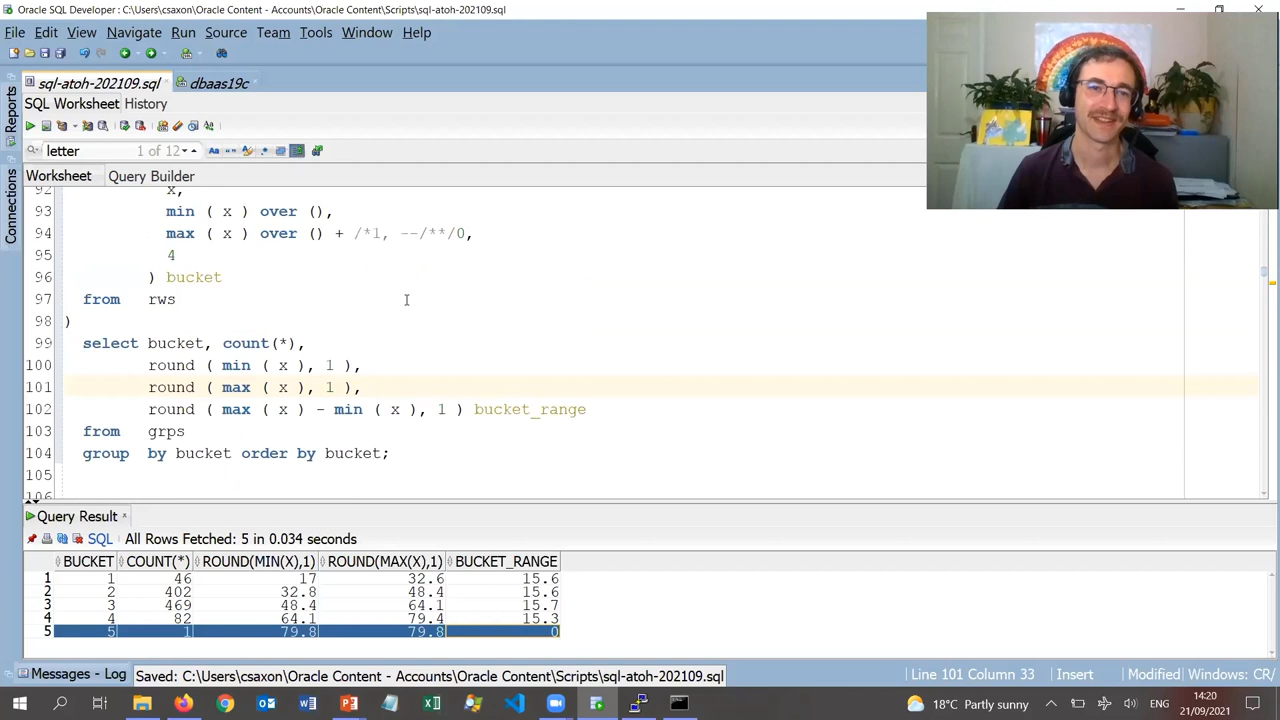 Oracle SQL Developer : C:\Users\csaxon\Oracle Content - Accounts\Oracle Content\Scripts\sql-atoh-202109.sql
File Edit View Navigate Run Source Team Tools Window Help
sql-atoh-202109.sql dbaas19c
SQL Worksheet History
letter 1 of 12
Worksheet Query Builder
Reports
Connections
92 x,
93 min ( x ) over (),
94 max ( x ) over () + /*1, --/**/0,
95 4
96 ) bucket
97 from rws
98 )
99 select bucket, count(*),
100 round ( min ( x ), 1 ),
101 round ( max ( x ), 1 ),
102 round ( max ( x ) - min ( x ), 1 ) bucket_range
103 from grps
104 group by bucket order by bucket;
105
106
Query Result
SQL All Rows Fetched: 5 in 0.034 seconds
BUCKET COUNT(*) ROUND(MIN(X),1) ROUND(MAX(X),1) BUCKET_RANGE
1 1 46 17 32.6 15.6
2 2 402 32.8 48.4 15.6
3 3 469 48.4 64.1 15.7
4 4 82 64.1 79.4 15.3
5 5 1 79.8 79.8 0
Messages - Log Saved: C:\Users\csaxon\Oracle Content - Accounts\Oracle Content\Scripts\sql-atoh-202109.sql Line 101 Column 33 Insert Modified Windows: CR/
18°C Partly sunny ENG 14:20
21/09/2021